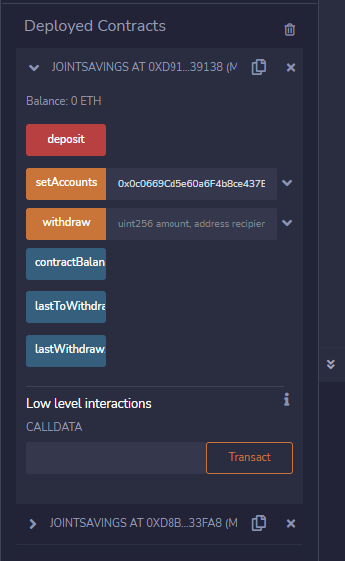 Deployed Contracts
JOINTSAVINGS AT 0XD91...39138 (M
Balance: 0 ETH
deposit
setAccounts 0x0c0669Cd5e60a6F4b8ce437E
withdraw uint256 amount, address recipier
contractBalan
lastToWithdra
lastWithdraw
Low level interactions
CALLDATA
Transact
JOINTSAVINGS AT 0XD8B...33FA8 (M